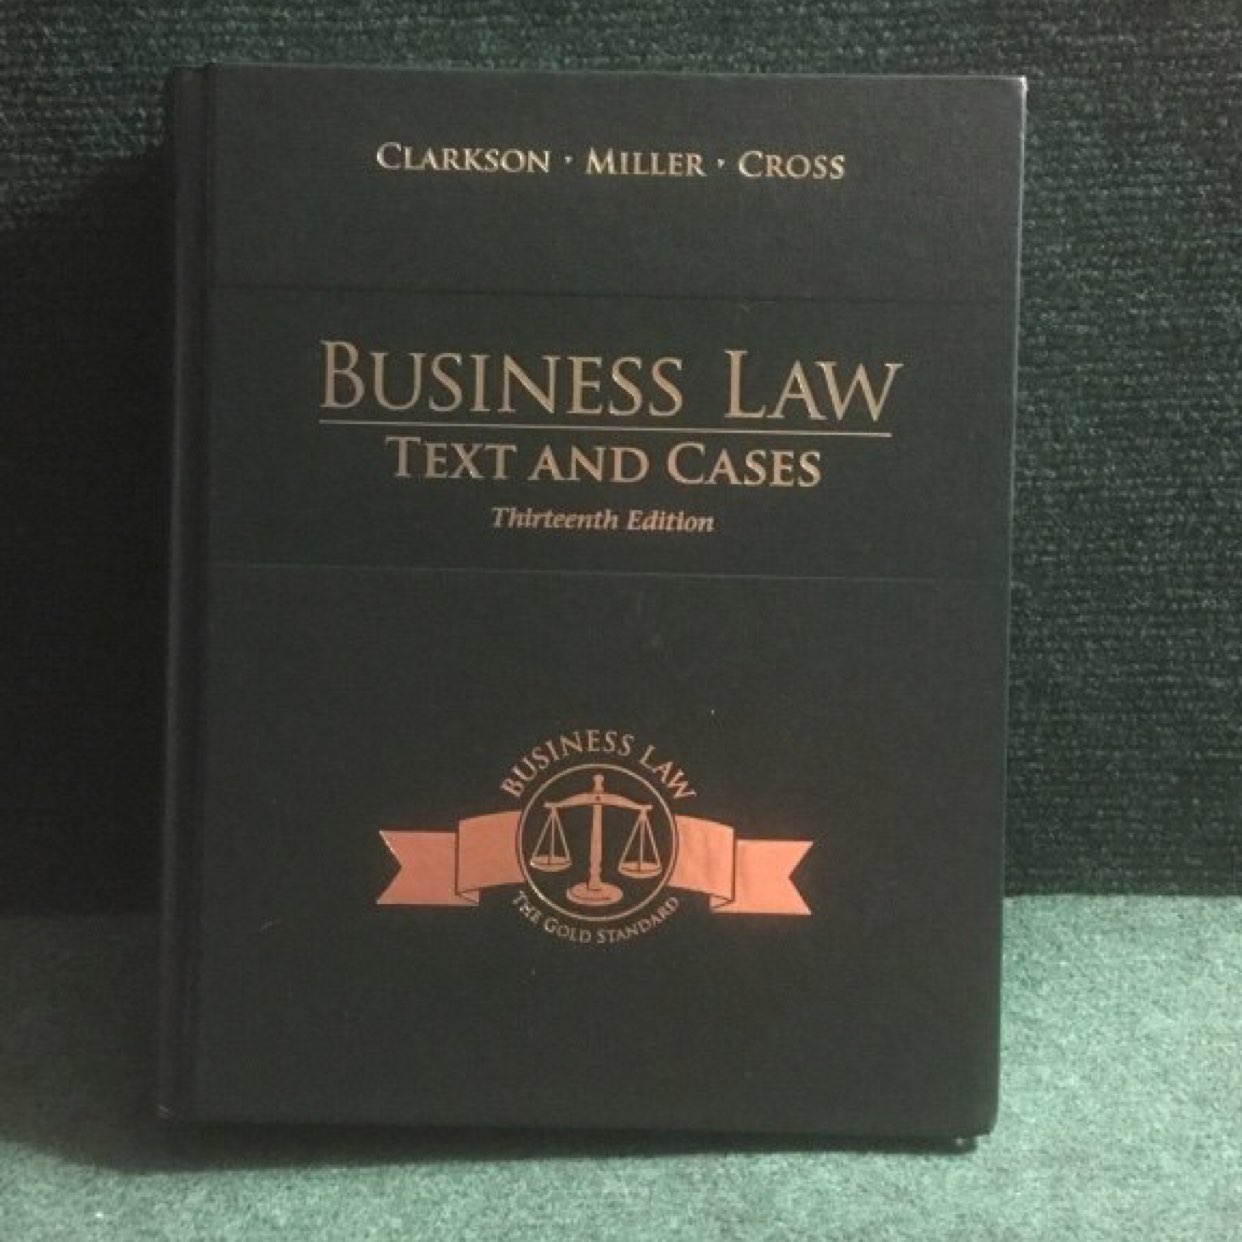 CLARKSON · MILLER · CROSS
BUSINESS LAW
TEXT AND CASES
Thirteenth Edition
BUSINESS LAW
THE GOLD STANDARD